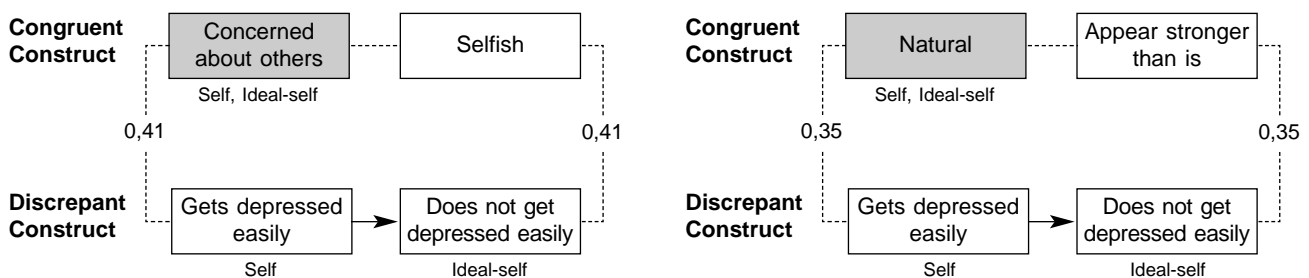 Congruent
Construct
Concerned
about others
Selfish
Self, Ideal-self
0,41
0,41
Discrepant
Construct
Gets depressed
easily
Does not get
depressed easily
Self
Ideal-self
Congruent
Construct
Natural
Appear stronger
than is
Self, Ideal-self
0,35
0,35
Discrepant
Construct
Gets depressed
easily
Does not get
depressed easily
Self
Ideal-self